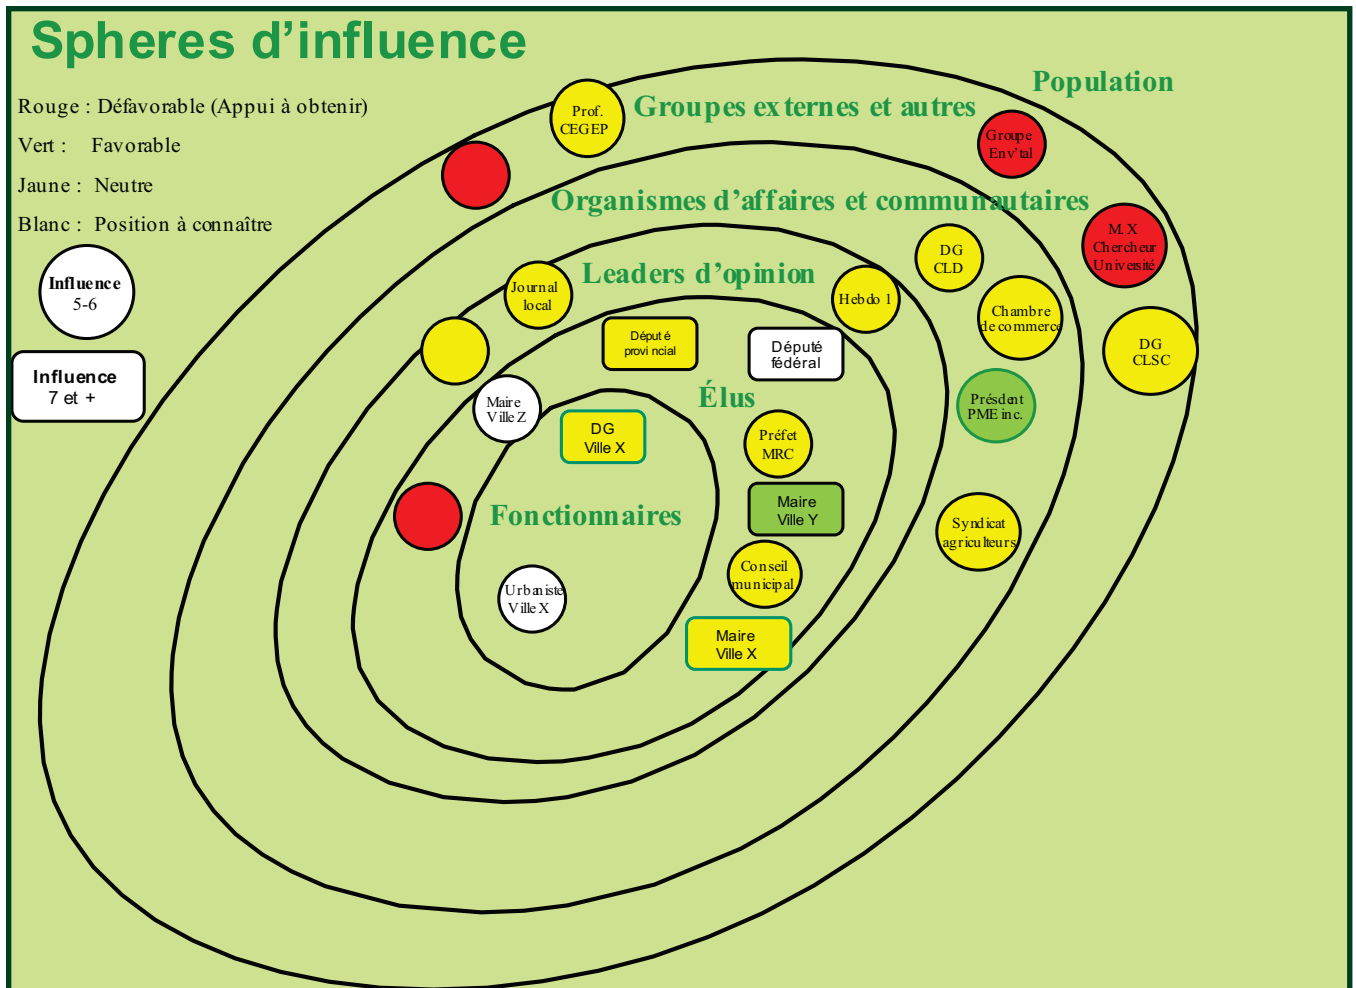 Spheres d’influence
Population
Rouge : Défavorable (Appui à obtenir)
Vert : Favorable
Jaune : Neutre
Blanc : Position à connaître
Influence
5-6
Influence
7 et +
Prof.
CEGEP
Groupes externes et autres
Groupe
Env’tal
Organismes d’affaires et communautaires
M. X
Chercheur
Université
DG
CLD
Leaders d’opinion
Journal
local
Hebdo 1
Chambre
de commerce
DG
CLSC
Député
provincial
Député
fédéral
Élus
Maire
Ville Z
Présdent
PME inc.
DG
Ville X
Préfet
MRC
Maire
Ville Y
Fonctionnaires
Syndicat
agriculteurs
Conseil
municipal
Urbaniste
Ville X
Maire
Ville X